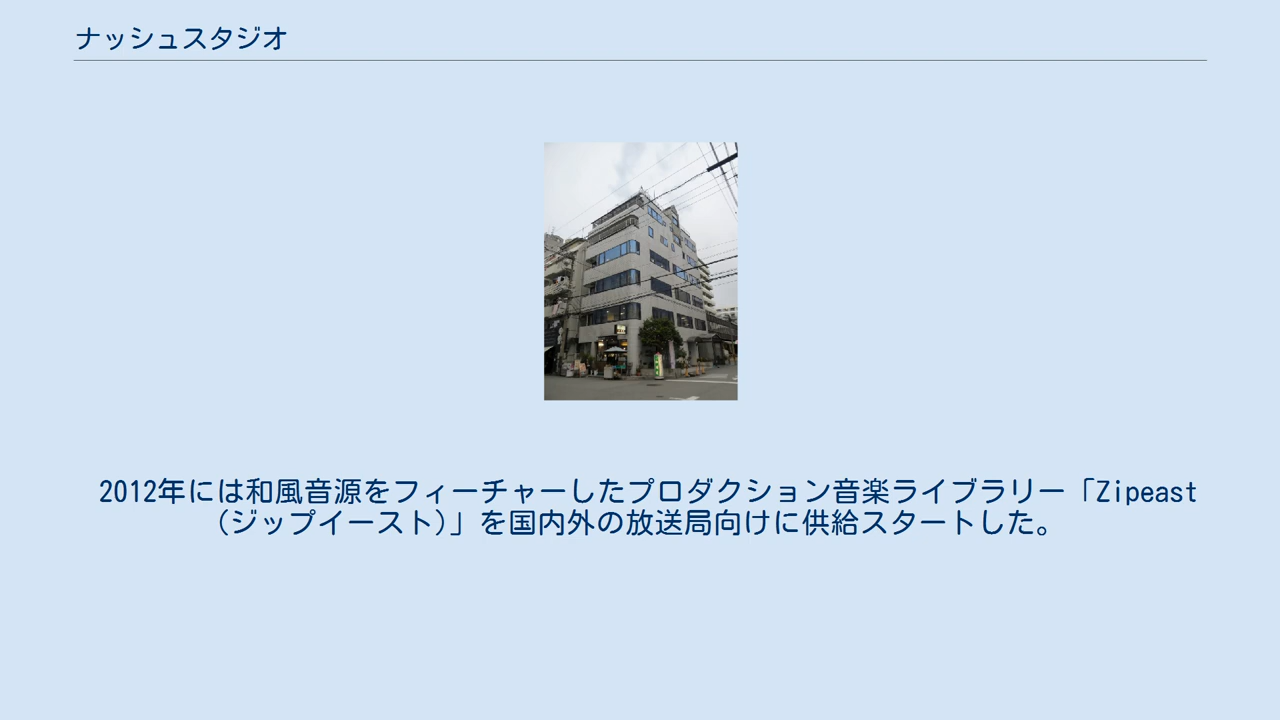 ナッシュスタジオ
2012年には和風音源をフィーチャーしたプロダクション音楽ライブラリー「Zipeast
（ジップイースト）」を国内外の放送局向けに供給スタートした。